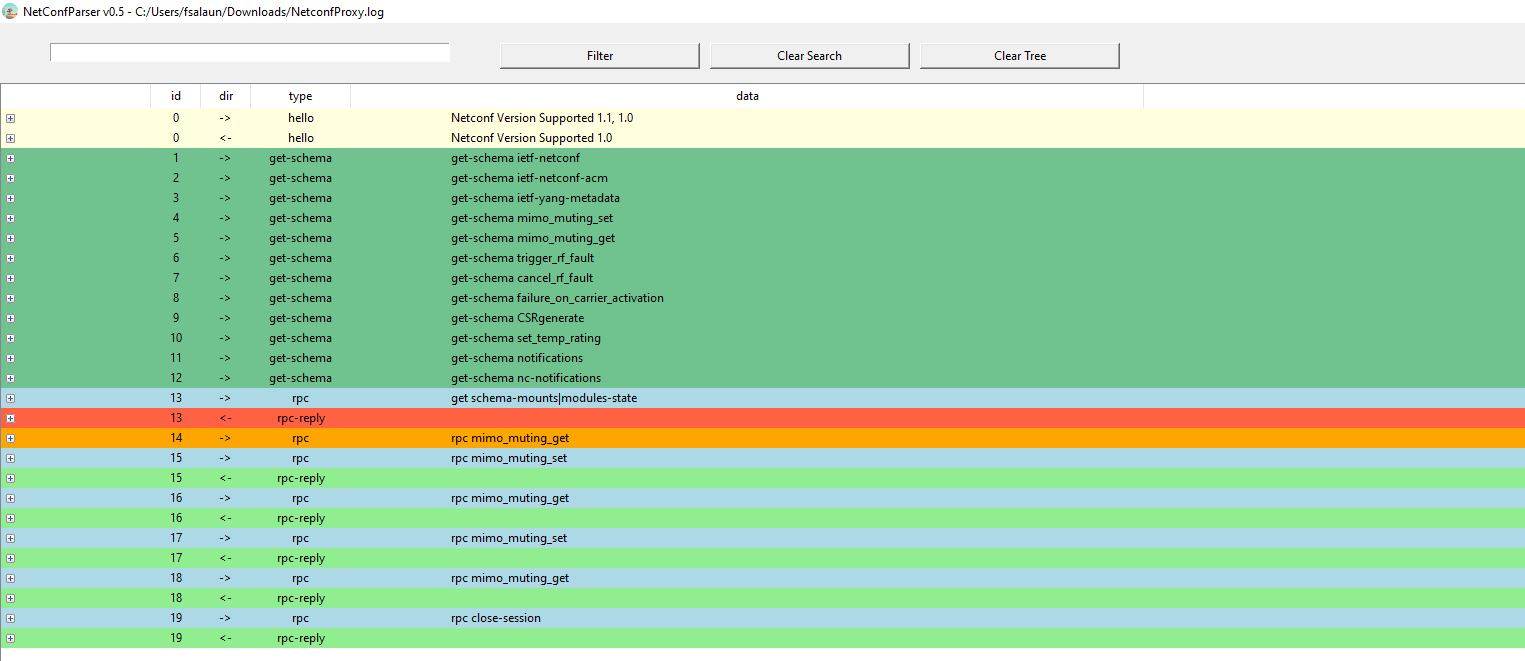 NetConfParser v0.5 - C:/Users/fsalaun/Downloads/NetconfProxy.log
Filter Clear Search Clear Tree
id dir type data
0 -> hello Netconf Version Supported 1.1, 1.0
0 <- hello Netconf Version Supported 1.0
1 -> get-schema get-schema ietf-netconf
2 -> get-schema get-schema ietf-netconf-acm
3 -> get-schema get-schema ietf-yang-metadata
4 -> get-schema get-schema mimo_muting_set
5 -> get-schema get-schema mimo_muting_get
6 -> get-schema get-schema trigger_rf_fault
7 -> get-schema get-schema cancel_rf_fault
8 -> get-schema get-schema failure_on_carrier_activation
9 -> get-schema get-schema CSRgenerate
10 -> get-schema get-schema set_temp_rating
11 -> get-schema get-schema notifications
12 -> get-schema get-schema nc-notifications
13 -> rpc get schema-mounts|modules-state
13 <- rpc-reply
14 -> rpc rpc mimo_muting_get
15 -> rpc rpc mimo_muting_set
15 <- rpc-reply
16 -> rpc rpc mimo_muting_get
16 <- rpc-reply
17 -> rpc rpc mimo_muting_set
17 <- rpc-reply
18 -> rpc rpc mimo_muting_get
18 <- rpc-reply
19 -> rpc rpc close-session
19 <- rpc-reply